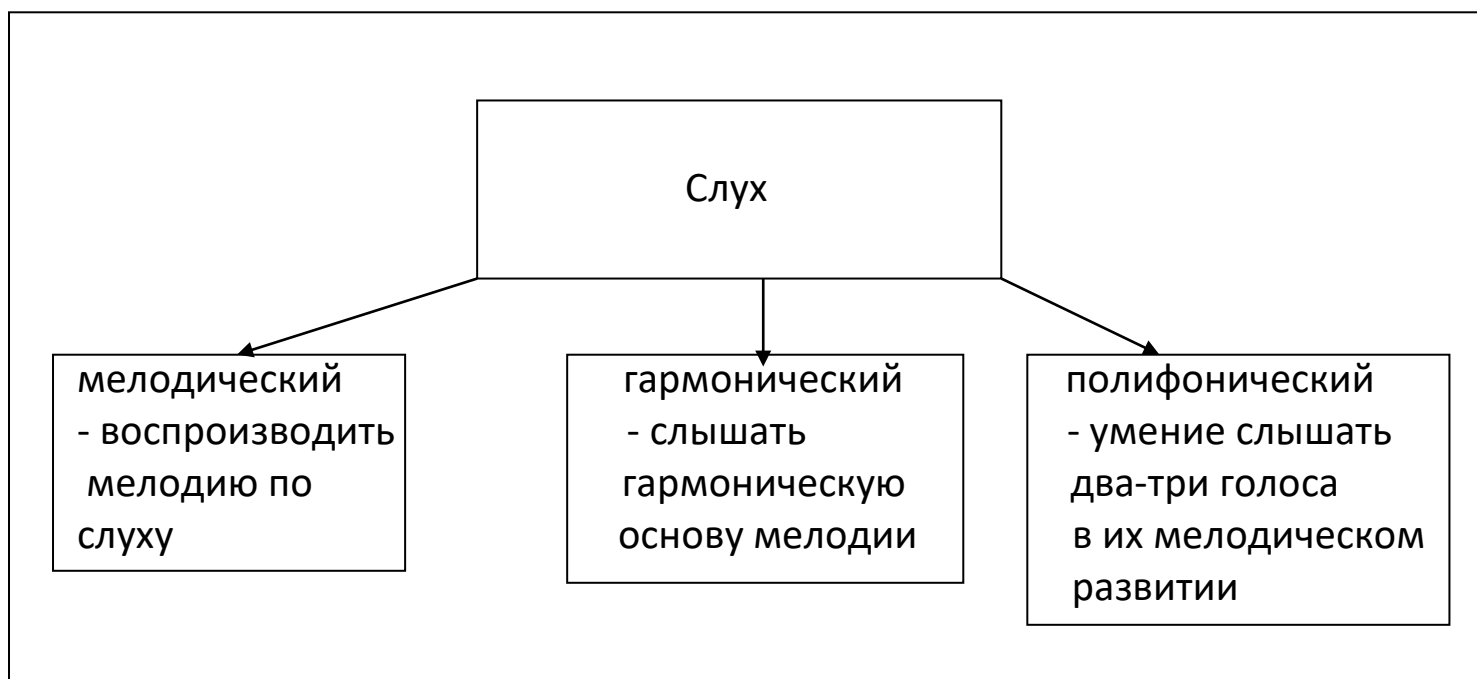 Слух
мелодический
- воспроизводить
мелодию по
слуху
гармонический
- слышать
гармоническую
основу мелодии
полифонический
- умение слышать
два-три голоса
в их мелодическом
развитии